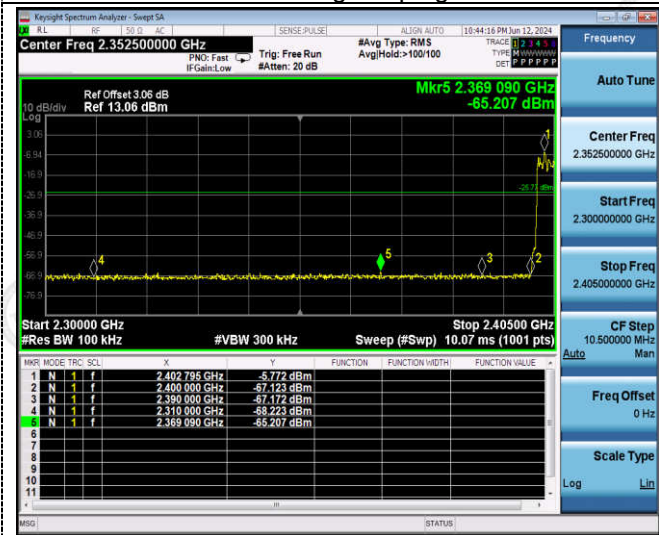 Keysight Spectrum Analyzer - Swept SA
RL RF 50 Ω AC SENSE:PULSE ALIGN AUTO 10:44:16 PM Jun 12, 2024
Center Freq 2.352500000 GHz #Avg Type: RMS TRACE 1 2 3 4 5 6
PNO: Fast Trig: Free Run Avg|Hold:>100/100 TYPE M WWWWW
IFGain:Low #Atten: 20 dB DET P P P P P P
Ref Offset 3.06 dB Mkr5 2.369 090 GHz
10 dB/div Ref 13.06 dBm -65.207 dBm
Log
3.06
-6.94
-16.9
-26.9
-36.9
-46.9
-56.9
-66.9
-76.9
-25.77 dBm
1
2
3
4
5
Start 2.30000 GHz Stop 2.40500 GHz
#Res BW 100 kHz #VBW 300 kHz Sweep (#Swp) 10.07 ms (1001 pts)
MKR MODE TRC SCL X Y FUNCTION FUNCTION WIDTH FUNCTION VALUE
1 N 1 f 2.402 795 GHz -5.772 dBm
2 N 1 f 2.400 000 GHz -67.123 dBm
3 N 1 f 2.390 000 GHz -67.172 dBm
4 N 1 f 2.310 000 GHz -68.223 dBm
5 N 1 f 2.369 090 GHz -65.207 dBm
6
7
8
9
10
11
MSG STATUS
Frequency
Auto Tune
Center Freq
2.352500000 GHz
Start Freq
2.300000000 GHz
Stop Freq
2.405000000 GHz
CF Step
10.500000 MHz
Auto Man
Freq Offset
0 Hz
Scale Type
Log Lin